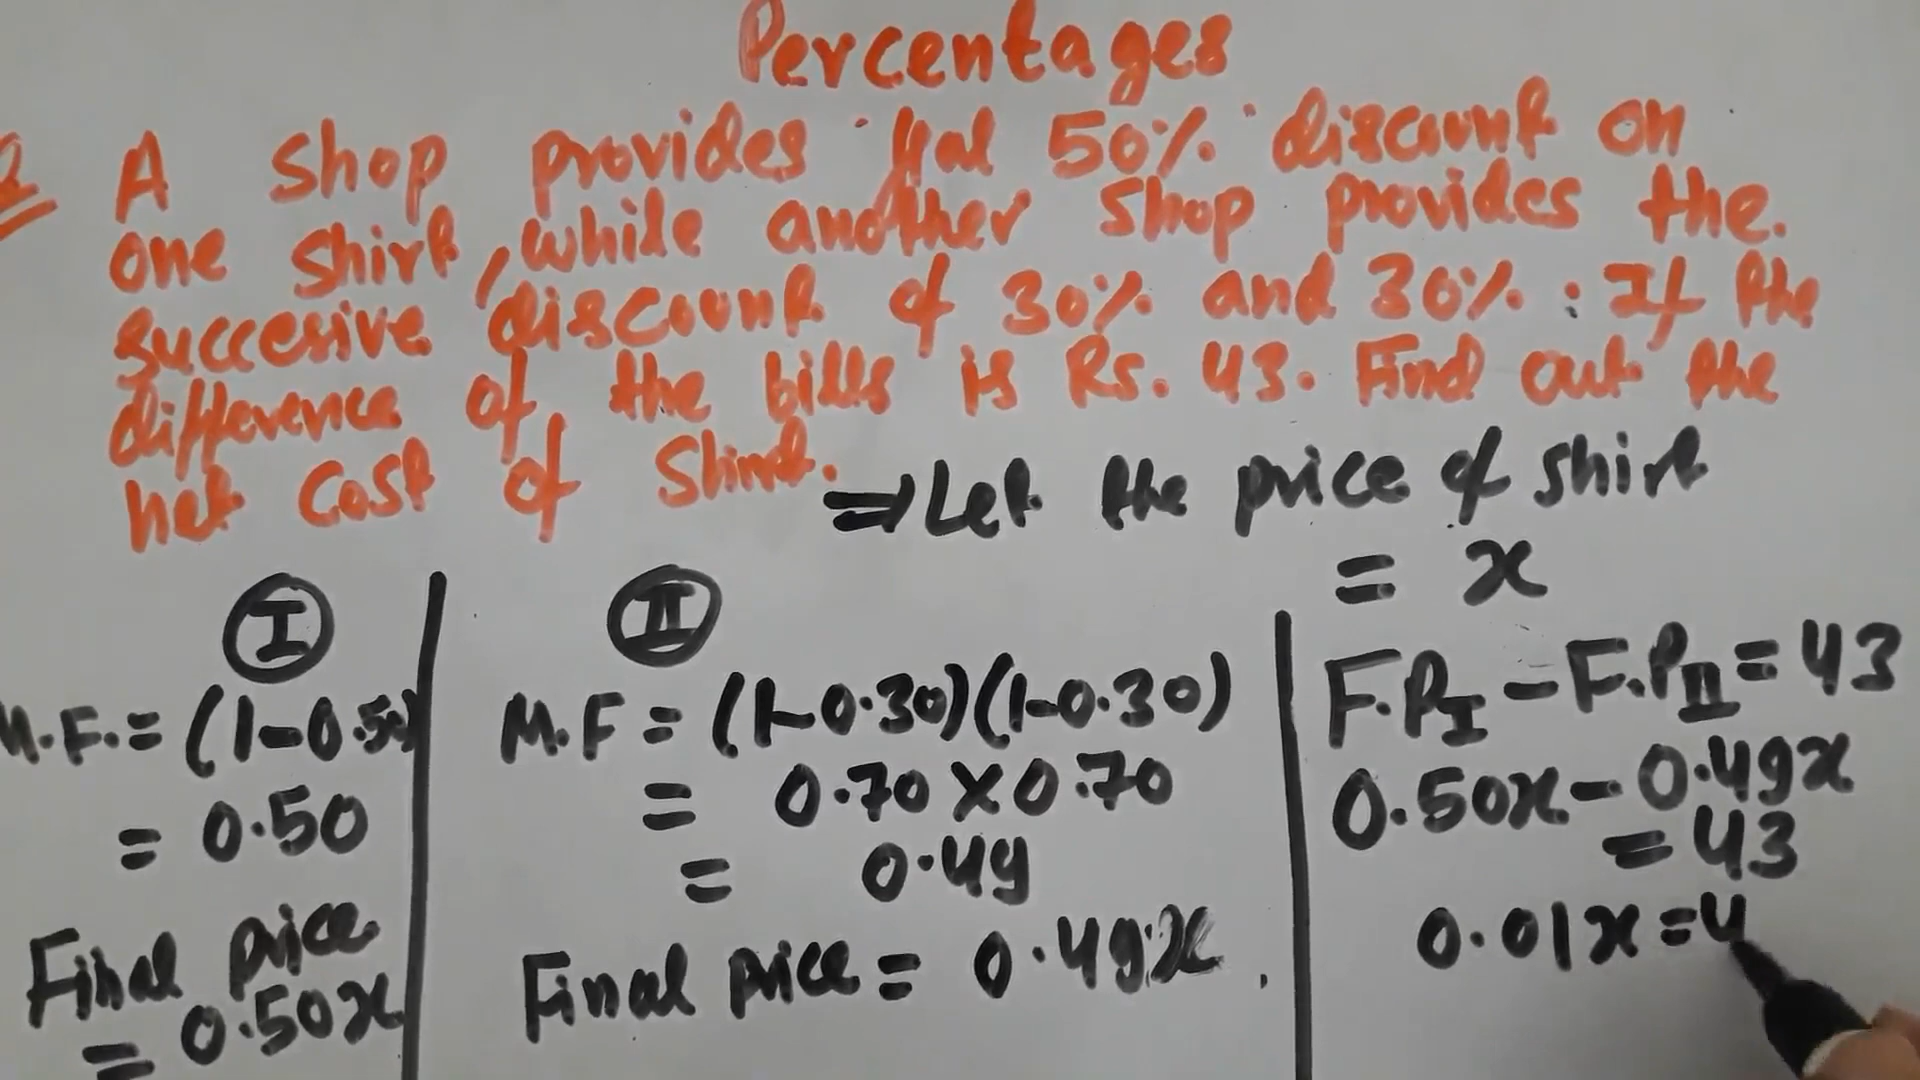 Percentages
Q A shop provides flat 50% discount on
one shirt, while another shop provides the.
succesive discount of 30% and 30%. If the
difference of the bills is Rs. 43. Find out the
net cost of Shirt.
⇒ Let the price of shirt
= x
I
M.F. = (1-0.50)
= 0.50
Final price
= 0.50x
II
M.F = (1-0.30)(1-0.30)
= 0.70 × 0.70
= 0.49
Final price = 0.49x
F.P_I - F.P_II = 43
0.50x - 0.49x
= 43
0.01x = 4